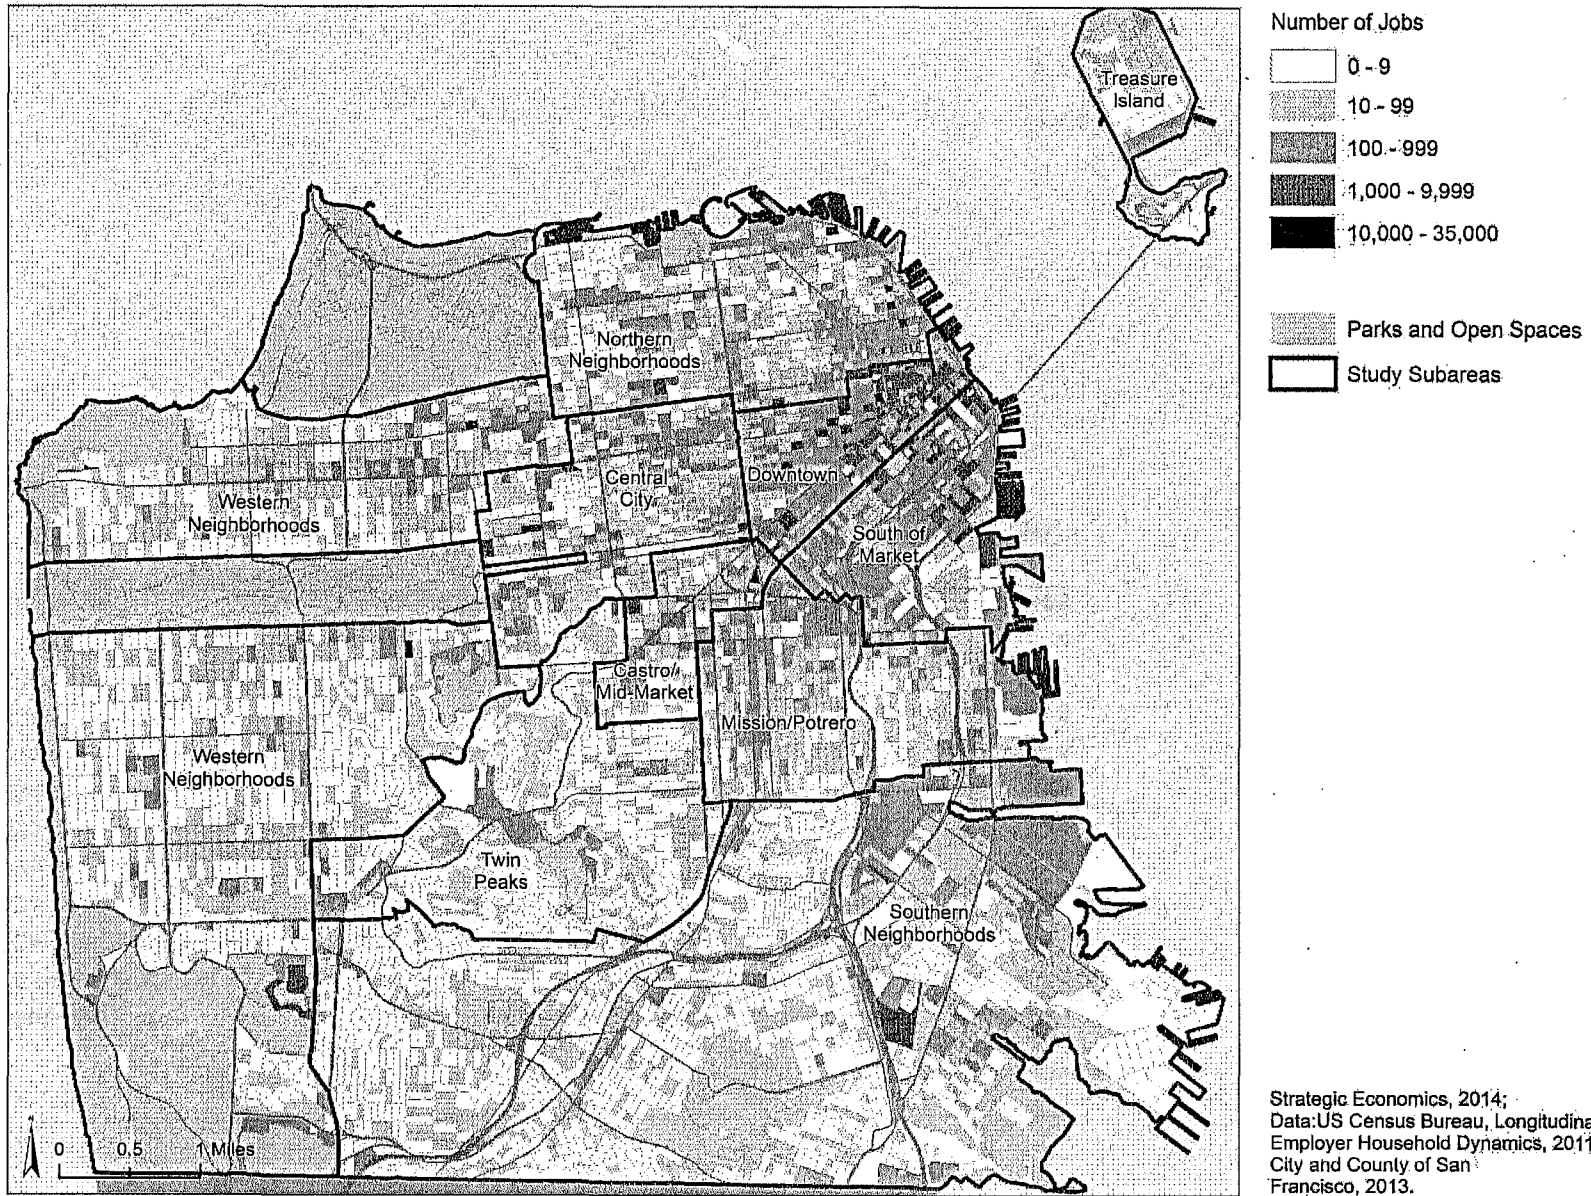 Number of Jobs
0 - 9
10 - 99
100 - 999
1,000 - 9,999
10,000 - 35,000
Parks and Open Spaces
Study Subareas
Treasure
Island
Northern
Neighborhoods
Western
Neighborhoods
Central
City
Downtown
South of
Market
Castro/
Mid-Market
Mission/Potrero
Western
Neighborhoods
Twin
Peaks
Southern
Neighborhoods
0 0.5 1 Miles
Strategic Economics, 2014;
Data:US Census Bureau, Longitudina
Employer Household Dynamics, 2011
City and County of San
Francisco, 2013.